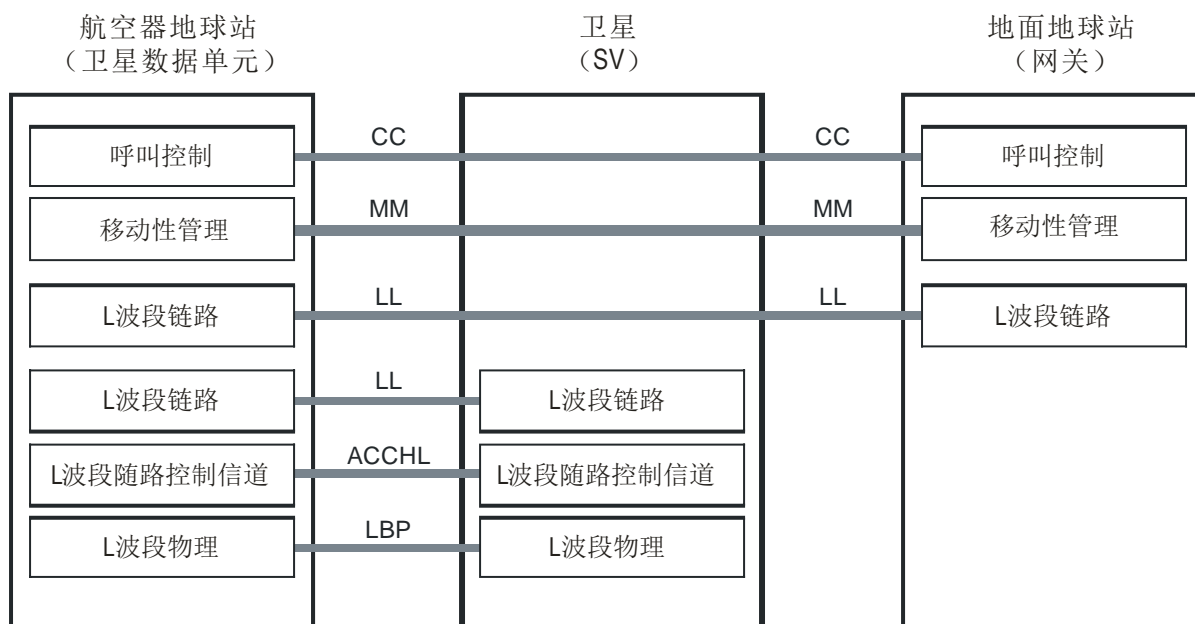 航空器地球站
（卫星数据单元）
卫星
（SV）
地面地球站
（网关）
呼叫控制
CC
CC
呼叫控制
移动性管理
MM
MM
移动性管理
L波段链路
LL
LL
L波段链路
L波段链路
LL
L波段链路
L波段随路控制信道
ACCHL
L波段随路控制信道
L波段物理
LBP
L波段物理